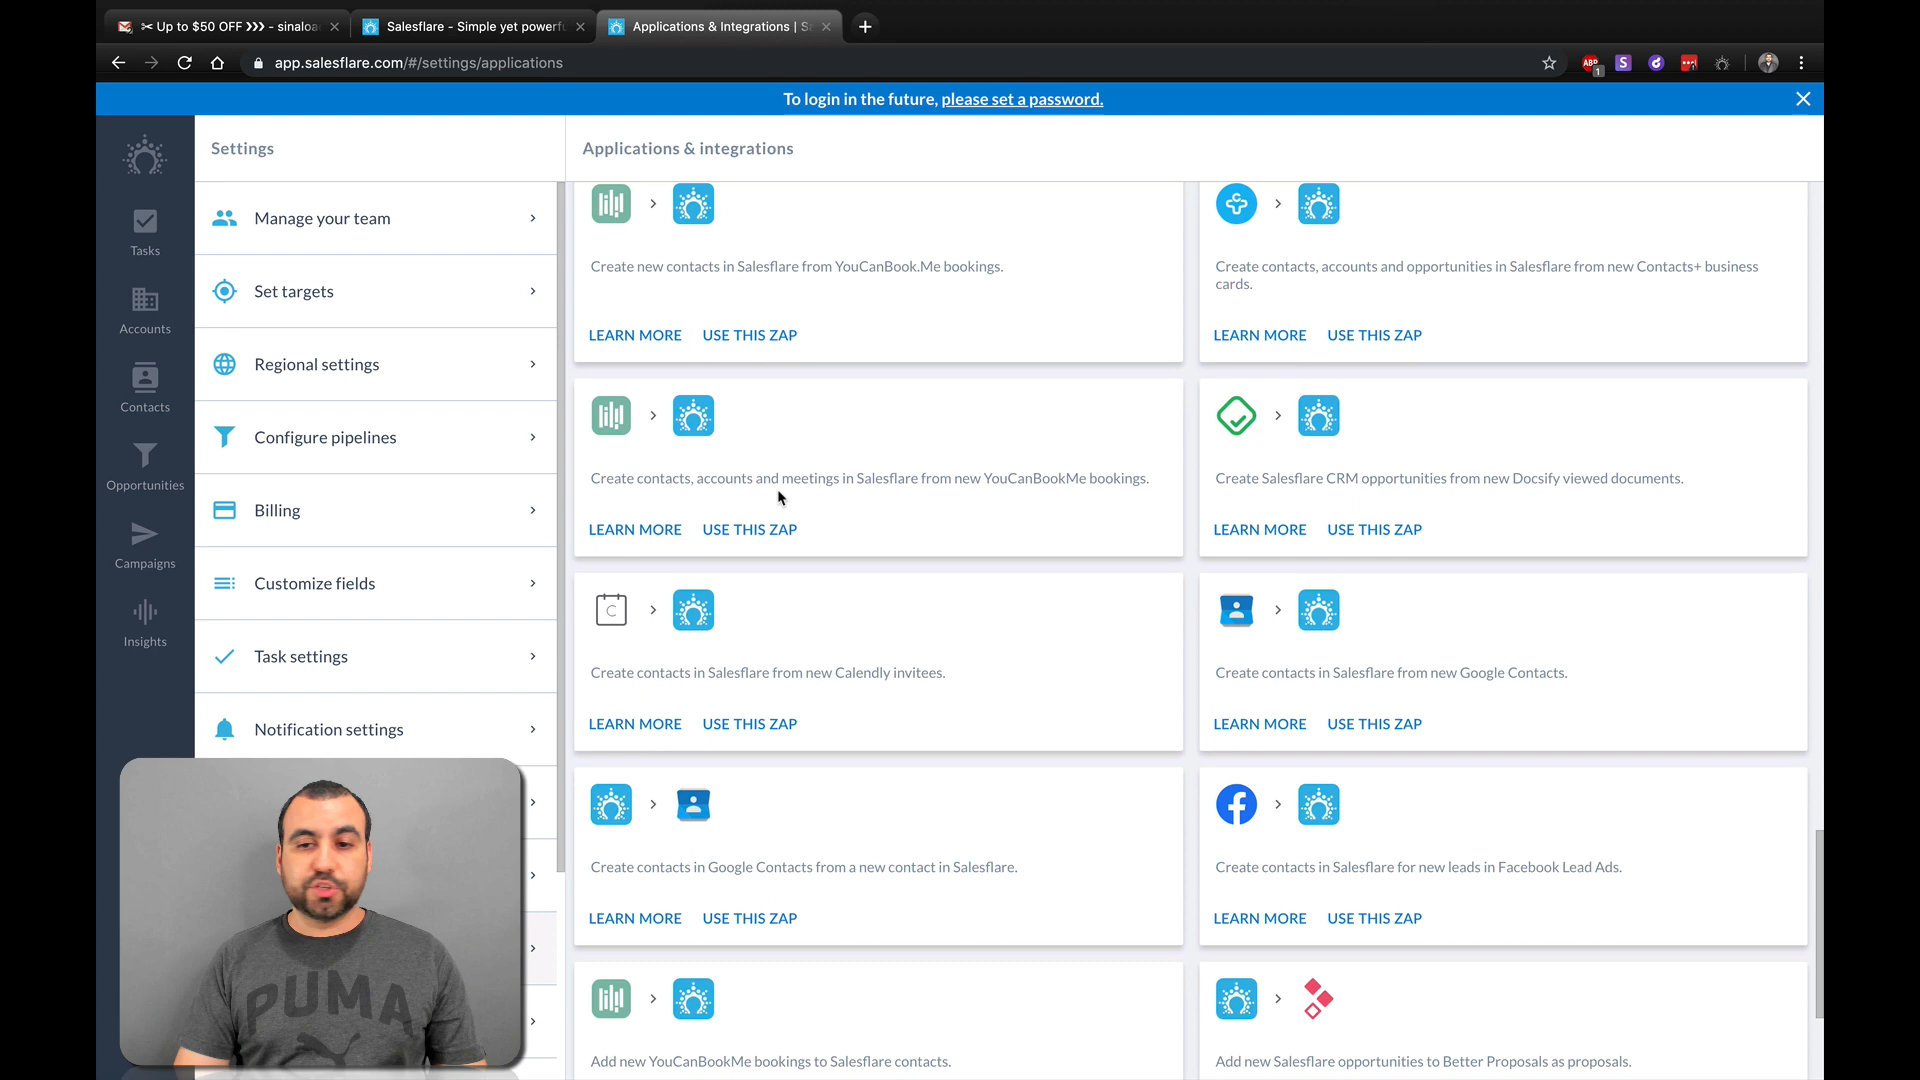 ✂ Up to $50 OFF ❯❯❯ - sinaloa
Salesflare - Simple yet powerf
Applications & Integrations | S
app.salesflare.com/#/settings/applications
ABP
1
S
To login in the future, please set a password.
Settings
Applications & integrations
Tasks
Accounts
Contacts
Opportunities
Campaigns
Insights
Manage your team
Set targets
Regional settings
Configure pipelines
Billing
Customize fields
Task settings
Notification settings
Create new contacts in Salesflare from YouCanBook.Me bookings.
LEARN MORE USE THIS ZAP
Create contacts, accounts and opportunities in Salesflare from new Contacts+ business
cards.
LEARN MORE USE THIS ZAP
Create contacts, accounts and meetings in Salesflare from new YouCanBookMe bookings.
LEARN MORE USE THIS ZAP
Create Salesflare CRM opportunities from new Docsify viewed documents.
LEARN MORE USE THIS ZAP
C
Create contacts in Salesflare from new Calendly invitees.
LEARN MORE USE THIS ZAP
Create contacts in Salesflare from new Google Contacts.
LEARN MORE USE THIS ZAP
Create contacts in Google Contacts from a new contact in Salesflare.
LEARN MORE USE THIS ZAP
Create contacts in Salesflare for new leads in Facebook Lead Ads.
LEARN MORE USE THIS ZAP
Add new YouCanBookMe bookings to Salesflare contacts.
Add new Salesflare opportunities to Better Proposals as proposals.
PUMA